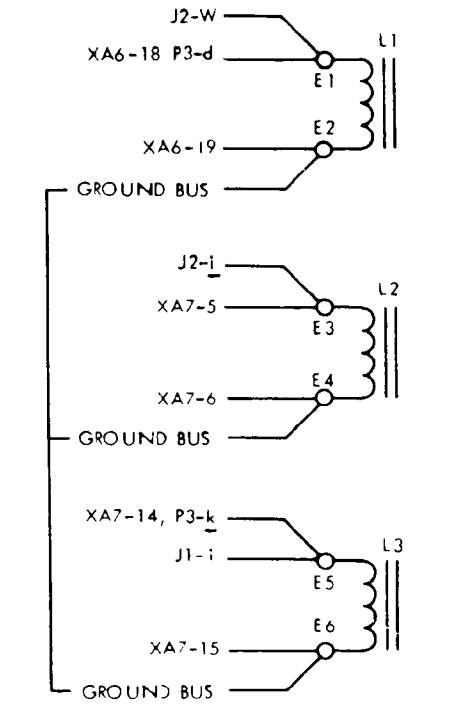 J2-W
L1
XA6-18 P3-d
E1
E2
XA6-19
GROUND BUS
J2-i
L2
XA7-5
E3
E4
XA7-6
GROUND BUS
XA7-14, P3-k
L3
J1-i
E5
E6
XA7-15
GROUND BUS